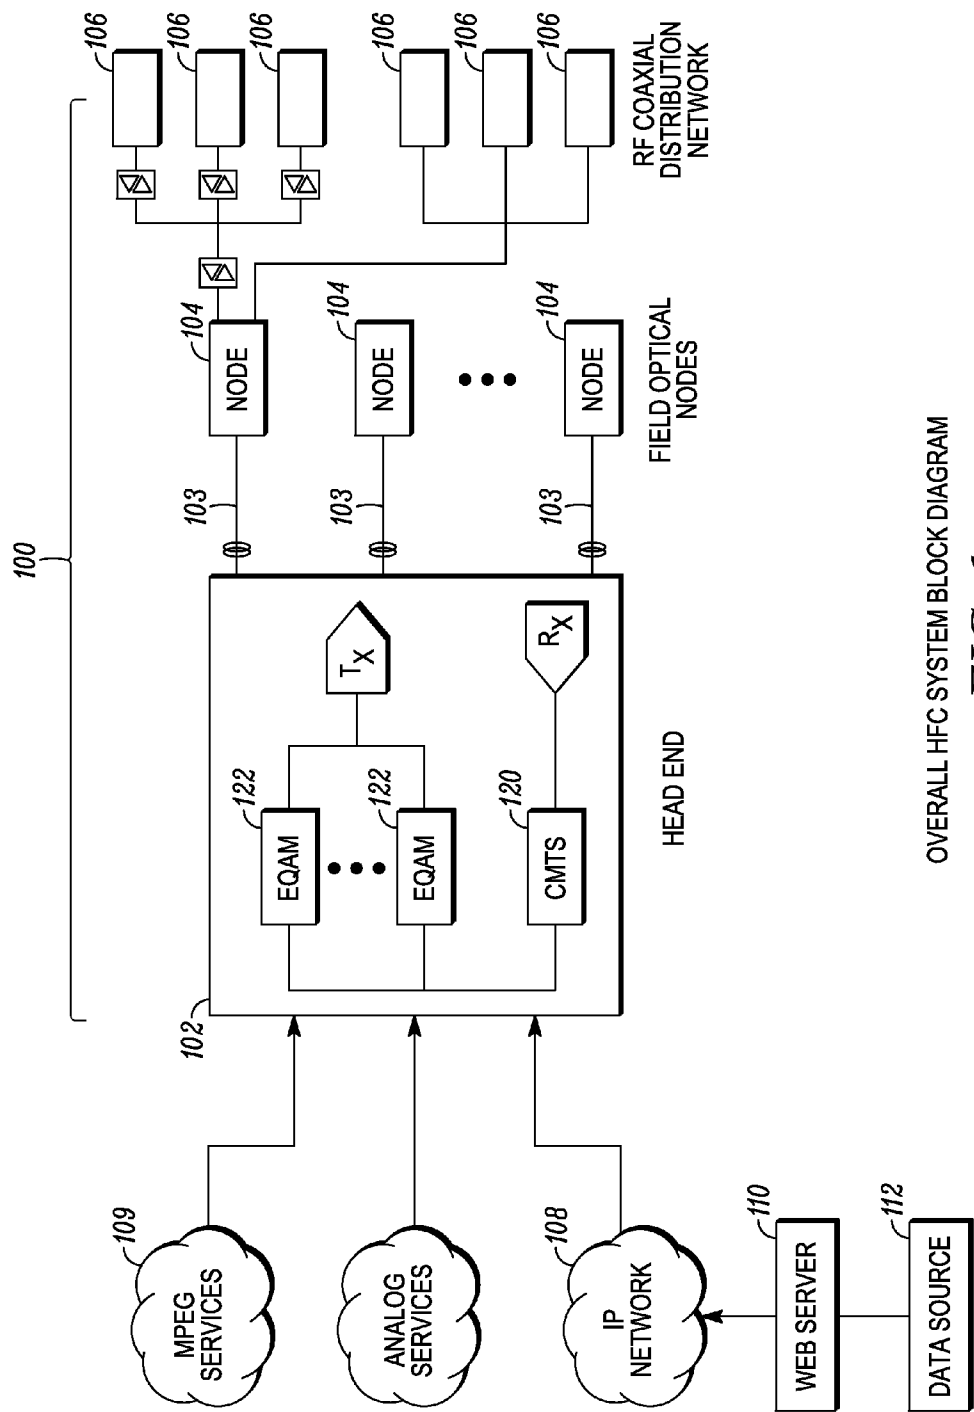 100
106
106
106
106
106
106
RF COAXIAL
DISTRIBUTION
NETWORK
104
NODE
104
NODE
104
NODE
FIELD OPTICAL
NODES
103
103
103
102
122
EQAM
122
EQAM
120
CMTS
TX
RX
HEAD END
109
MPEG
SERVICES
ANALOG
SERVICES
108
IP
NETWORK
110
WEB SERVER
112
DATA SOURCE
OVERALL HFC SYSTEM BLOCK DIAGRAM